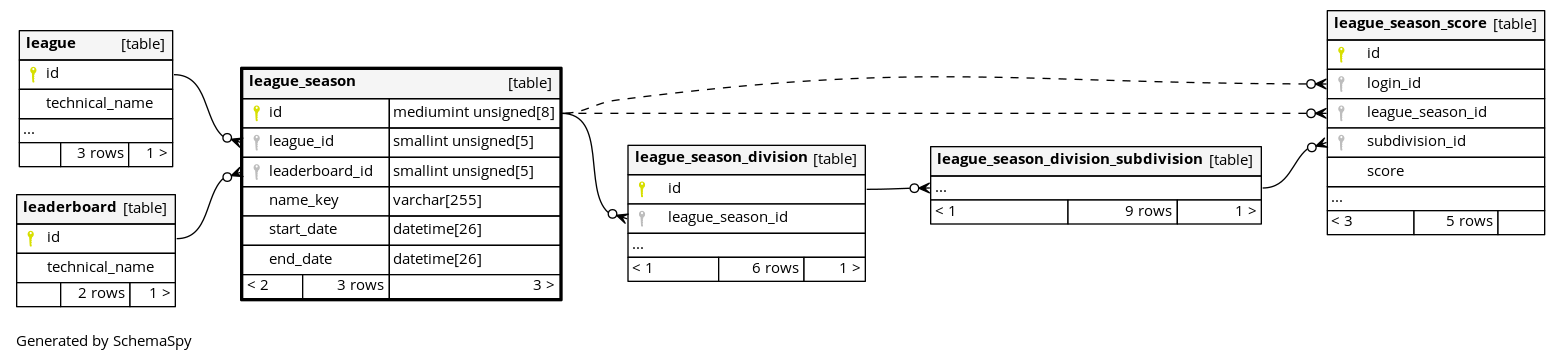 league [table]
id
technical_name
...
3 rows 1 >
leaderboard [table]
id
technical_name
2 rows 1 >
league_season [table]
id mediumint unsigned[8]
league_id smallint unsigned[5]
leaderboard_id smallint unsigned[5]
name_key varchar[255]
start_date datetime[26]
end_date datetime[26]
< 2 3 rows 3 >
league_season_division [table]
id
league_season_id
...
< 1 6 rows 1 >
league_season_division_subdivision [table]
...
< 1 9 rows 1 >
league_season_score [table]
id
login_id
league_season_id
subdivision_id
score
...
< 3 5 rows
Generated by SchemaSpy